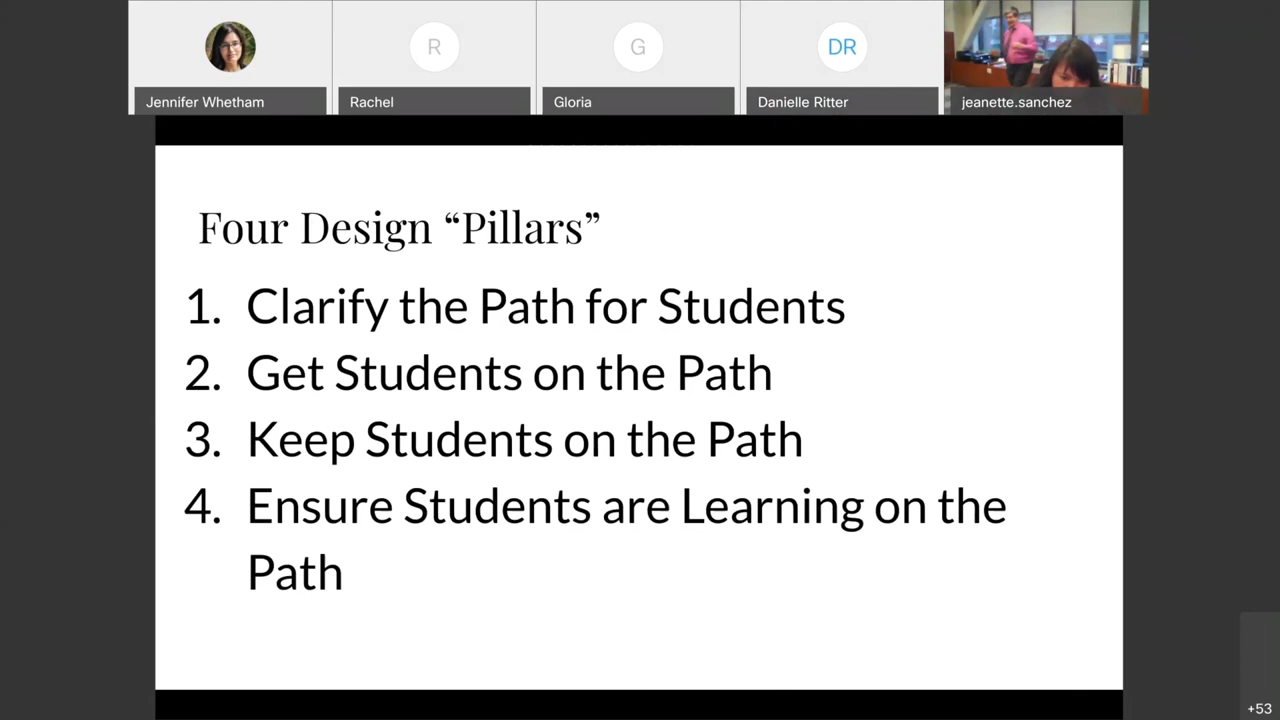 Jennifer Whetham
R
Rachel
G
Gloria
DR
Danielle Ritter
jeanette.sanchez
Four Design “Pillars”
1. Clarify the Path for Students
2. Get Students on the Path
3. Keep Students on the Path
4. Ensure Students are Learning on the
Path
+53